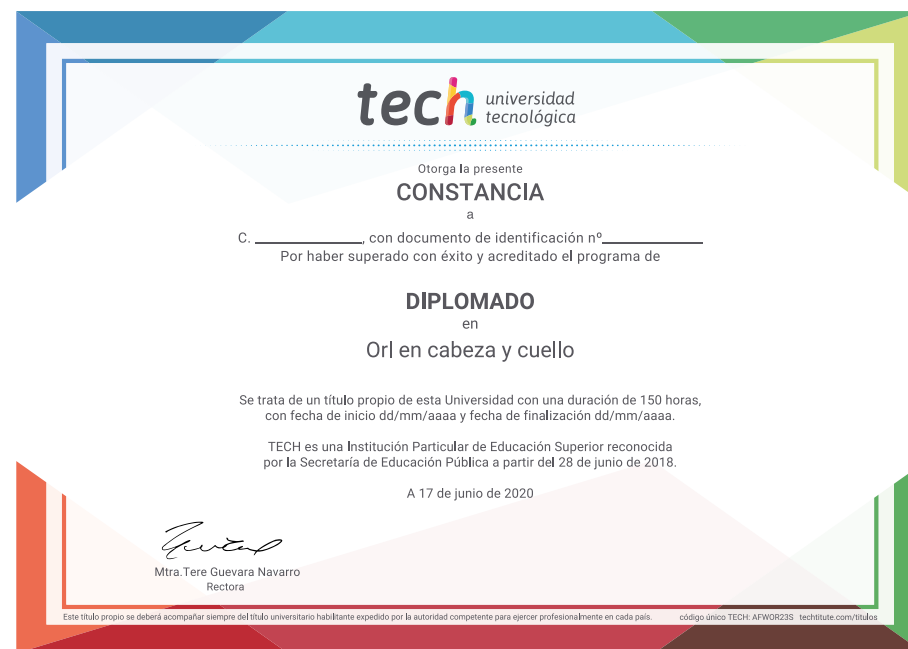 tech universidad
tecnológica
Otorga la presente
CONSTANCIA
a
C. ____________, con documento de identificación nº____________
Por haber superado con éxito y acreditado el programa de
DIPLOMADO
en
Orl en cabeza y cuello
Se trata de un título propio de esta Universidad con una duración de 150 horas,
con fecha de inicio dd/mm/aaaa y fecha de finalización dd/mm/aaaa.
TECH es una Institución Particular de Educación Superior reconocida
por la Secretaría de Educación Pública a partir del 28 de junio de 2018.
A 17 de junio de 2020
Mtra.Tere Guevara Navarro
Rectora
Este título propio se deberá acompañar siempre del título universitario habilitante expedido por la autoridad competente para ejercer profesionalmente en cada país. código único TECH: AFWOR23S techtitute.com/titulos